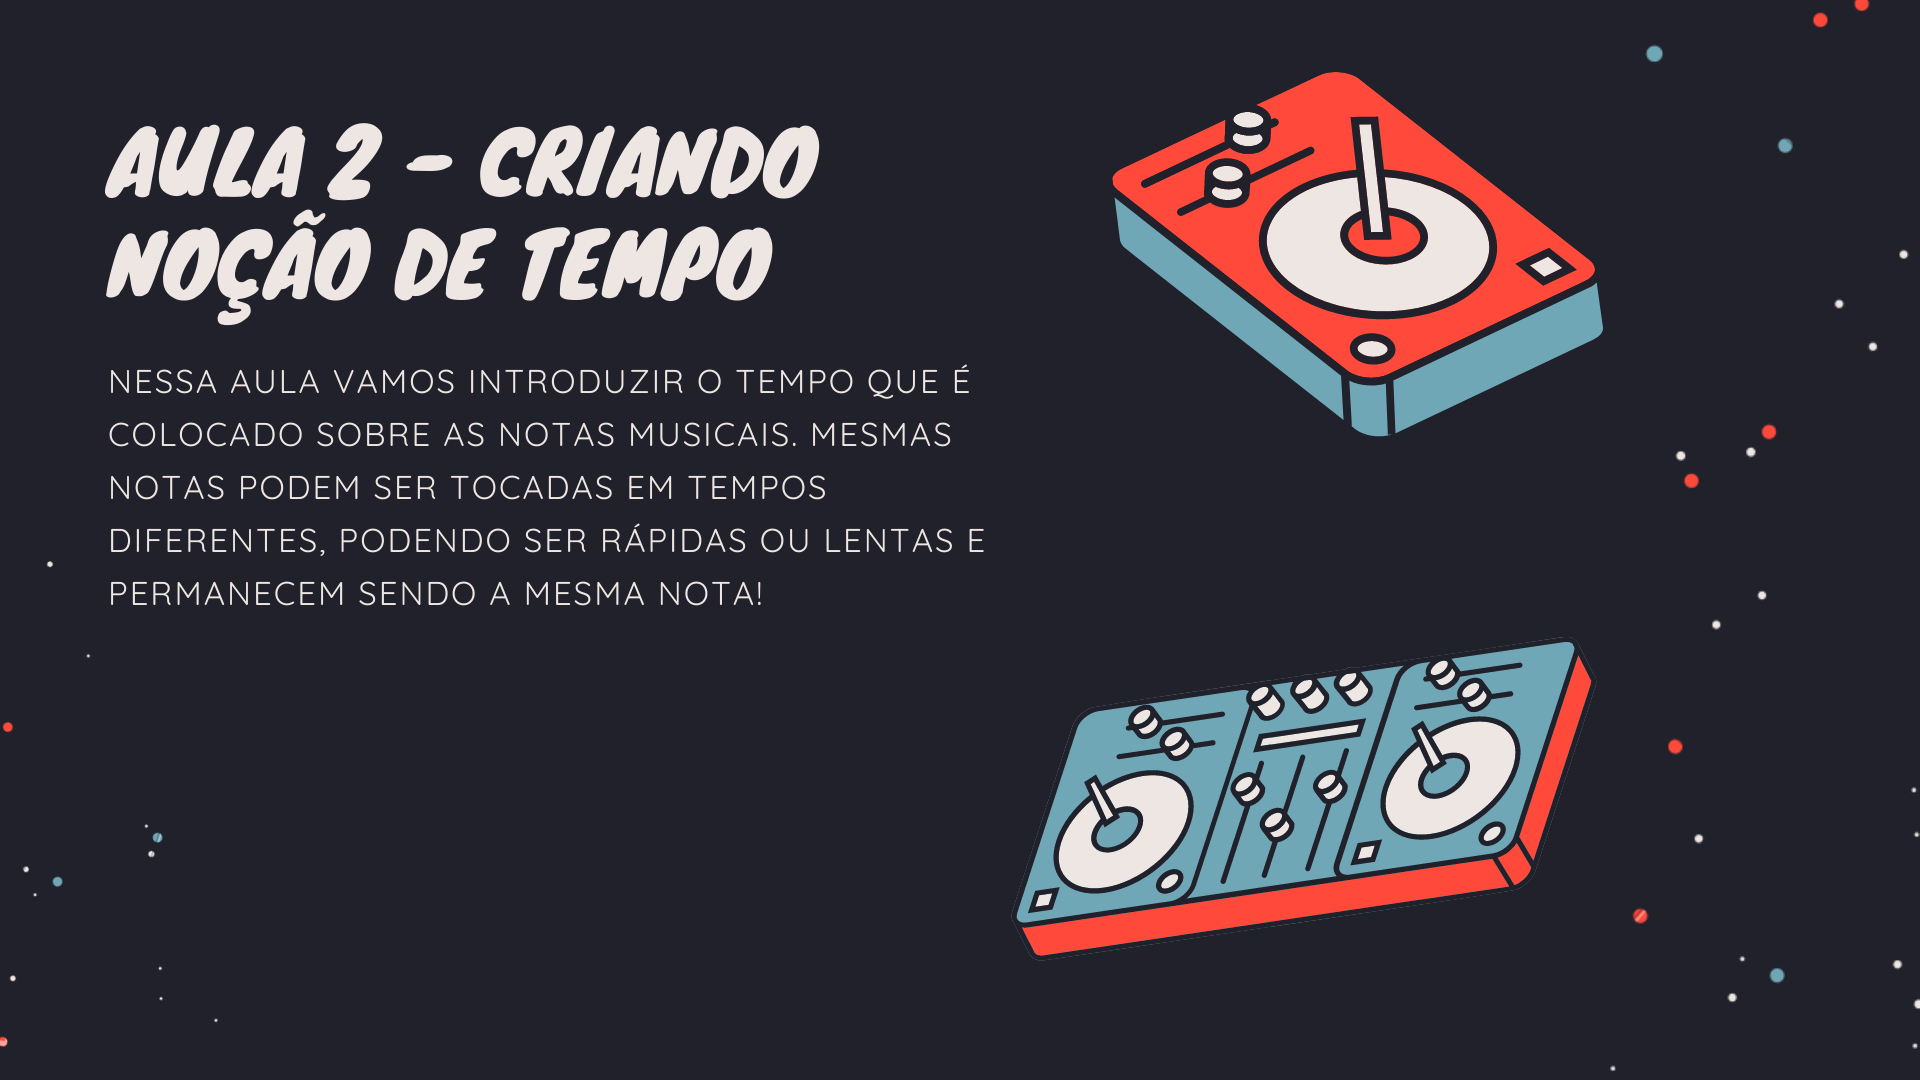 AULA 2 - CRIANDO
NOÇÃO DE TEMPO
NESSA AULA VAMOS INTRODUZIR O TEMPO QUE É
COLOCADO SOBRE AS NOTAS MUSICAIS. MESMAS
NOTAS PODEM SER TOCADAS EM TEMPOS
DIFERENTES, PODENDO SER RÁPIDAS OU LENTAS E
PERMANECEM SENDO A MESMA NOTA!